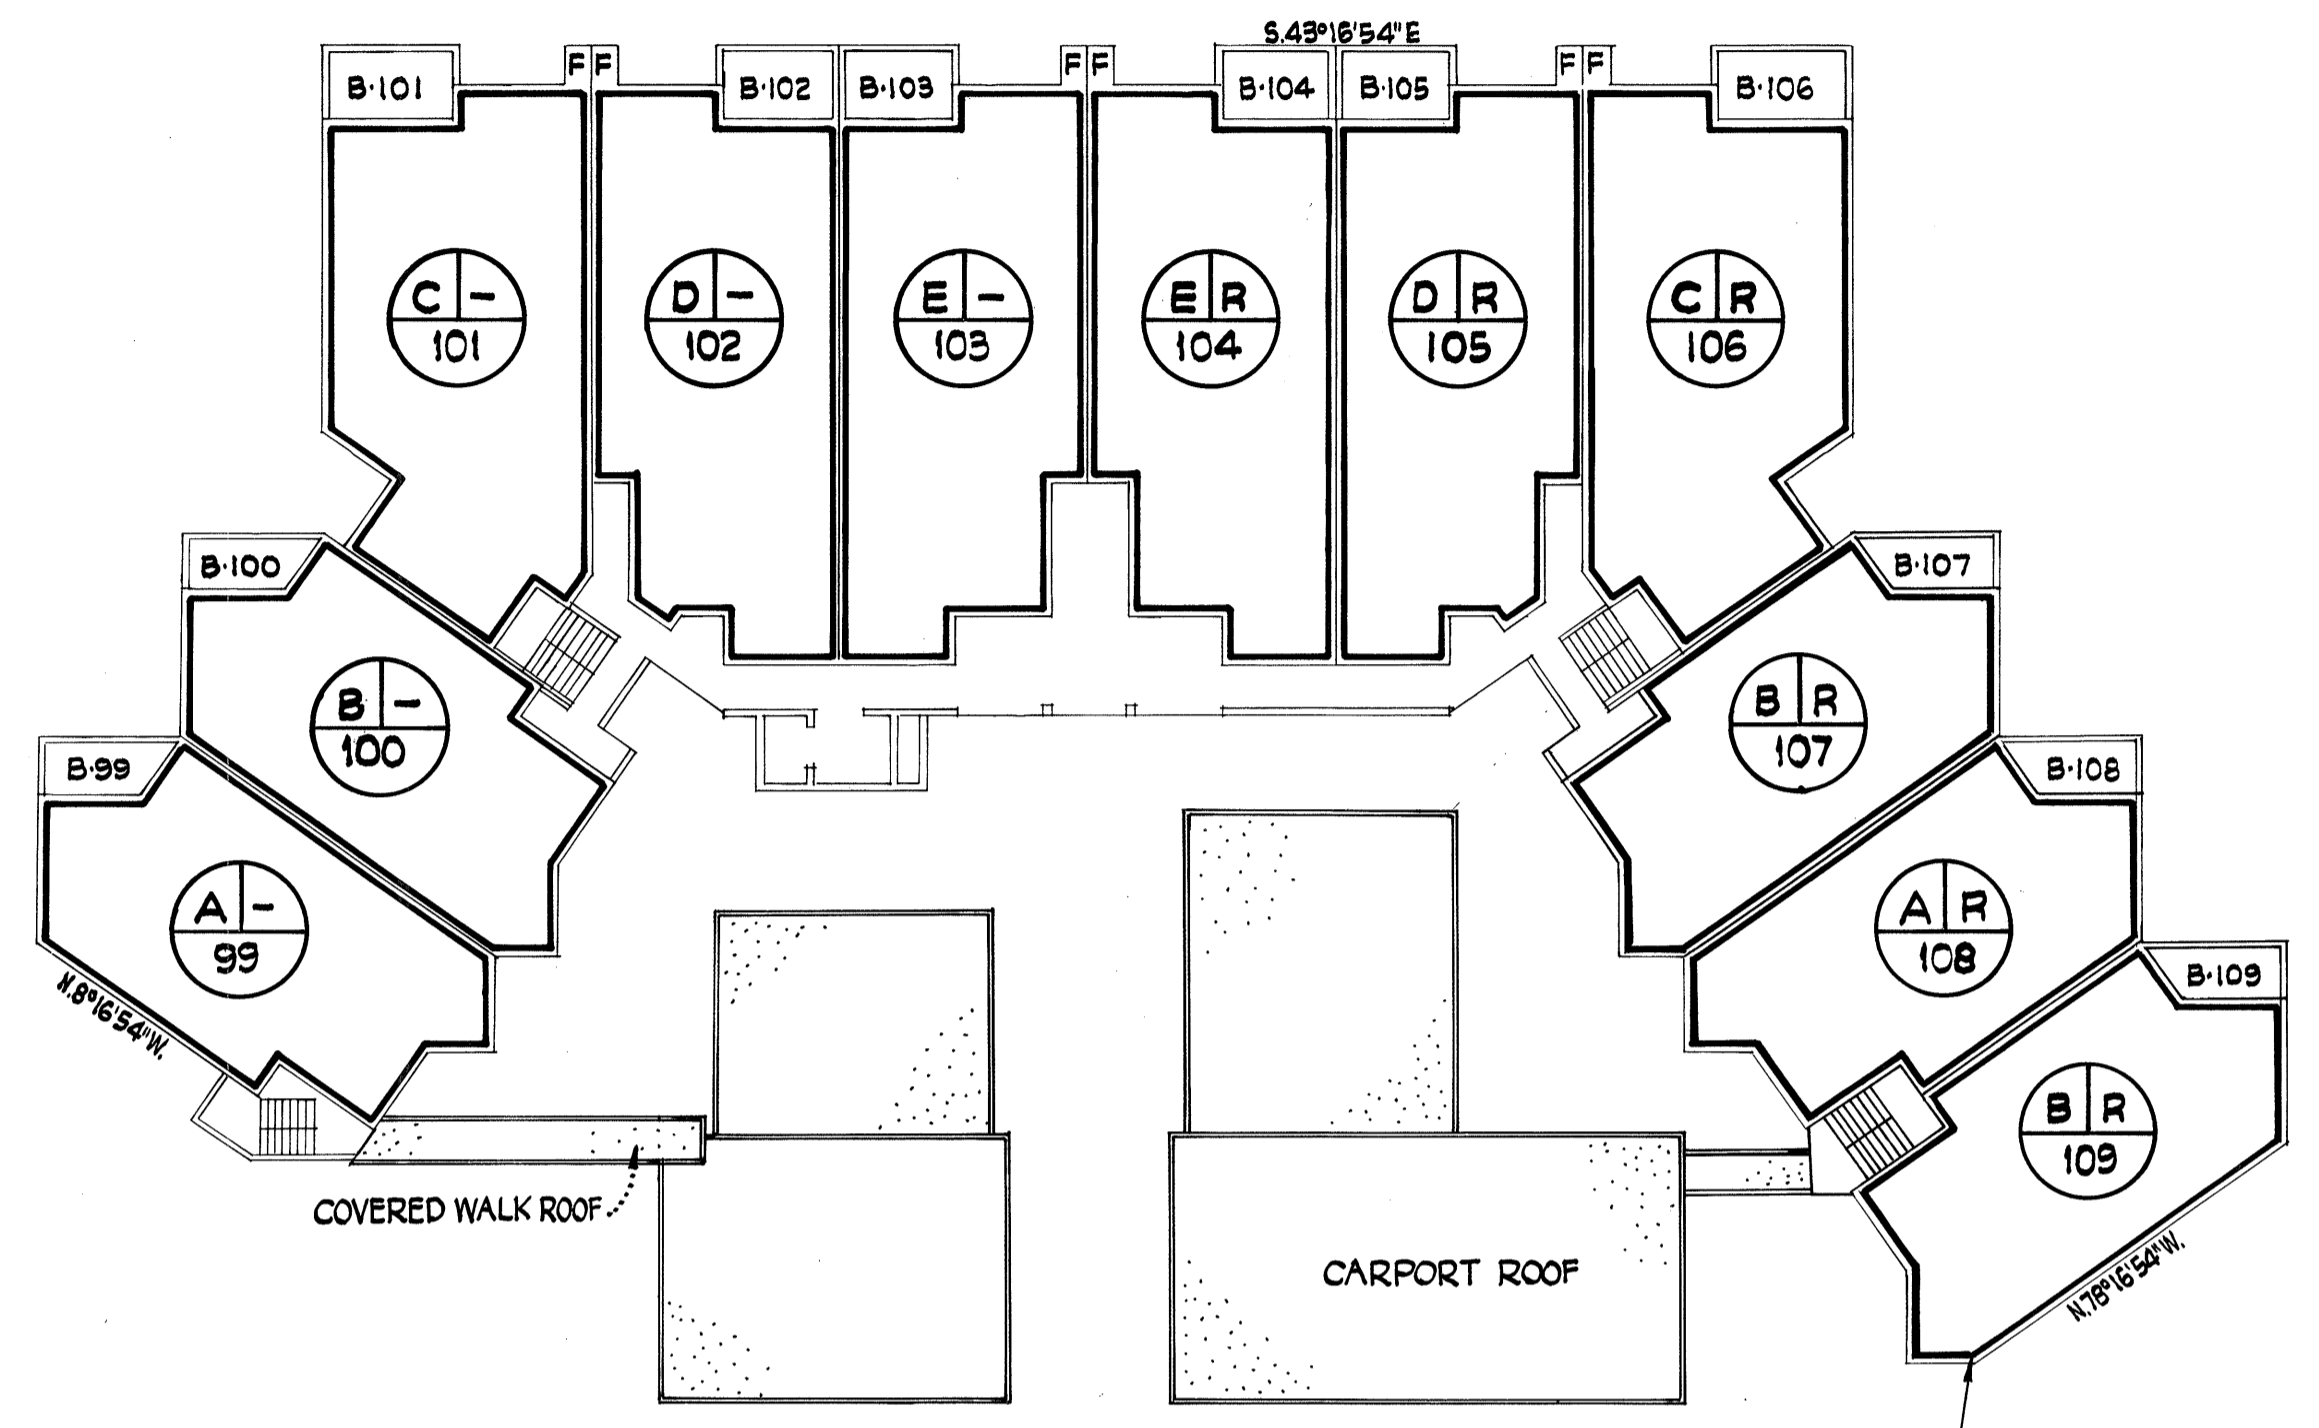 S.43°16'54"E
B·101
F F
B·102
B·103
F F
B·104
B·105
F F
B·106
C -
101
D -
102
E -
103
E R
104
D R
105
C R
106
B·100
B·107
B -
100
B R
107
B·99
B·108
A -
99
A R
108
B·109
N.8°16'54"W.
B R
109
COVERED WALK ROOF
CARPORT ROOF
N.78°16'54"W.